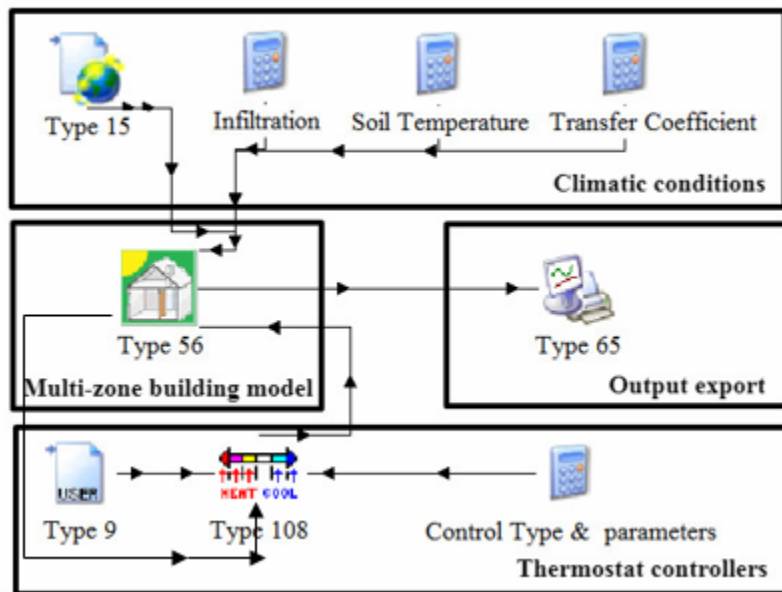 Type 15
Infiltration
Soil Temperature
Transfer Coefficient
Climatic conditions
Type 56
Multi-zone building model
Type 65
Output export
USER
HEAT COOL
Type 9
Type 108
Control Type & parameters
Thermostat controllers